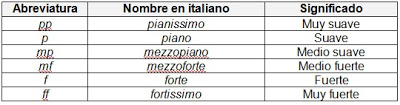 Abreviatura Nombre en italiano Significado
pp pianissimo Muy suave
p piano Suave
mp mezzopiano Medio suave
mf mezzoforte Medio fuerte
f forte Fuerte
ff fortissimo Muy fuerte